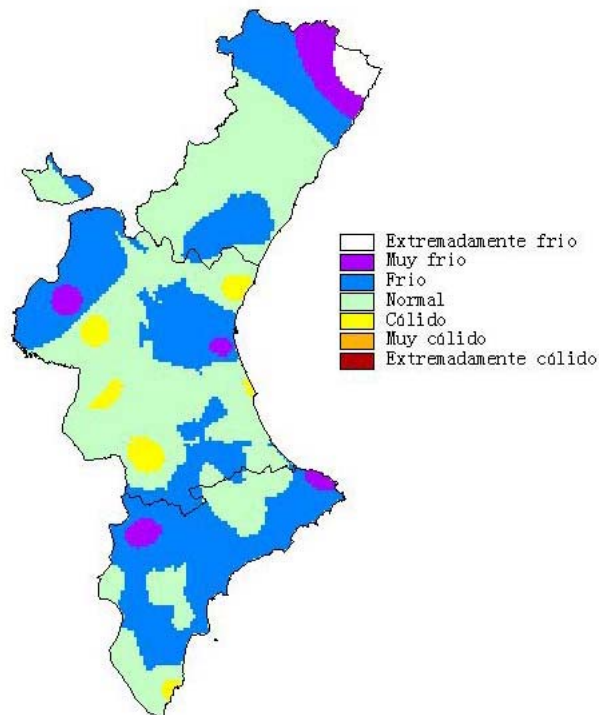 Extremadamente frio
Muy frio
Frio
Normal
Cálido
Muy cálido
Extremadamente cálido